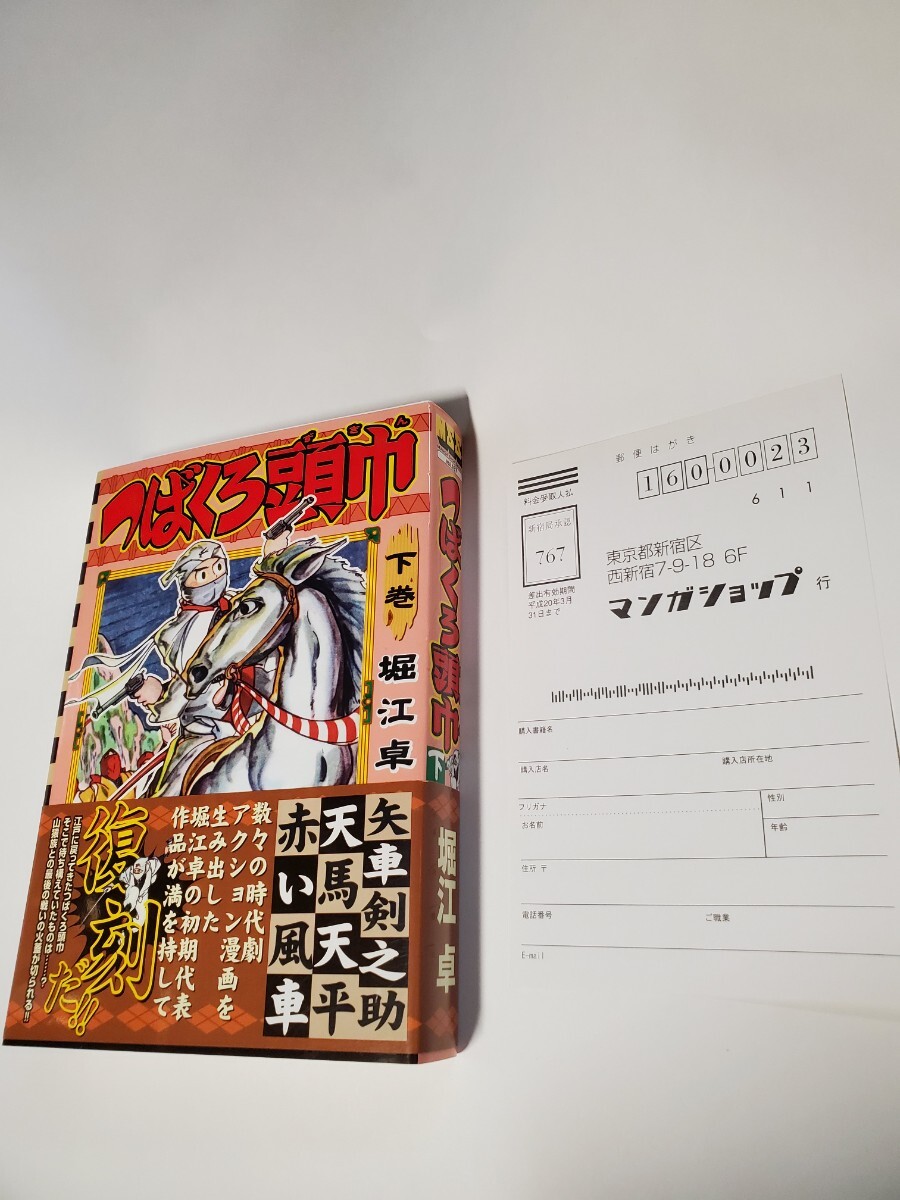 ずきん
つばくろ頭巾
下巻
堀江卓
矢車剣之助
天馬天平
赤い風車
数々の時代劇
アクション漫画を
生み出した
堀江卓の初期代表
作品が満を持して
復刻だ!!
江戸に戻ってきたつばくろ頭巾
そこで待ち構えていたものは……?
山猿族との最後の戦いの火蓋が切られる!!
つばくろ頭巾
下
堀江卓
郵便はがき
1600023
611
料金受取人払
新宿局承認
767
差出有効期間
平成20年3月
31日まで
東京都新宿区
西新宿7-9-18 6F
マンガショップ 行
購入書籍名
購入店名
購入店所在地
フリガナ
お名前
性別
年齢
住所 〒
電話番号
ご職業
E-mail